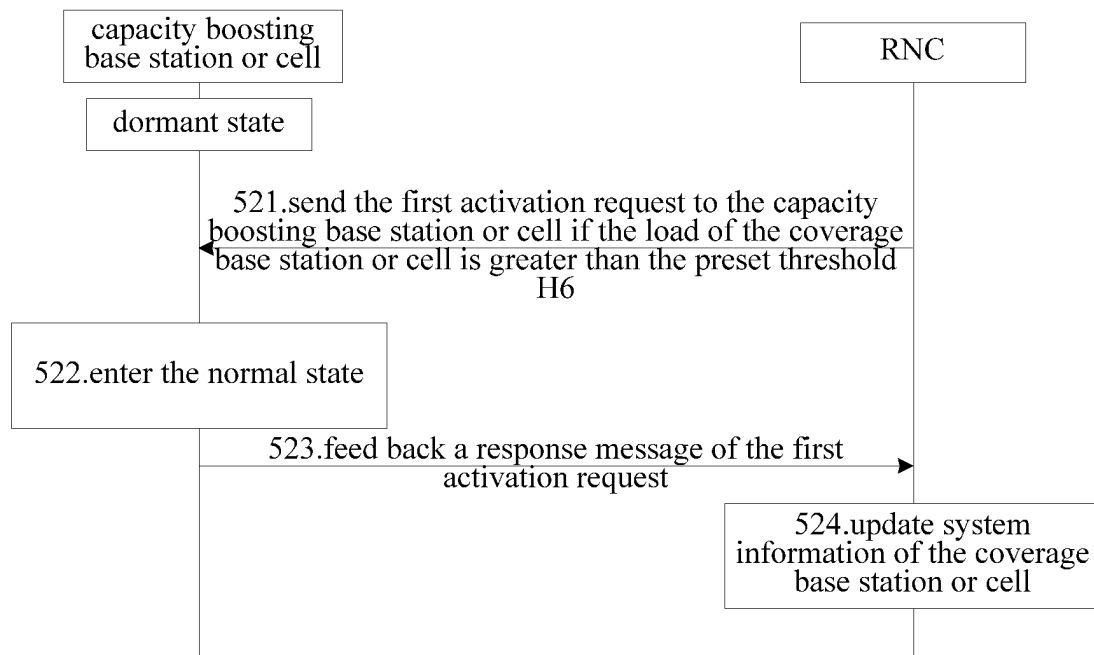 capacity boosting
base station or cell
RNC
dormant state
521.send the first activation request to the capacity
boosting base station or cell if the load of the coverage
base station or cell is greater than the preset threshold
H6
522.enter the normal state
523.feed back a response message of the first
activation request
524.update system
information of the coverage
base station or cell